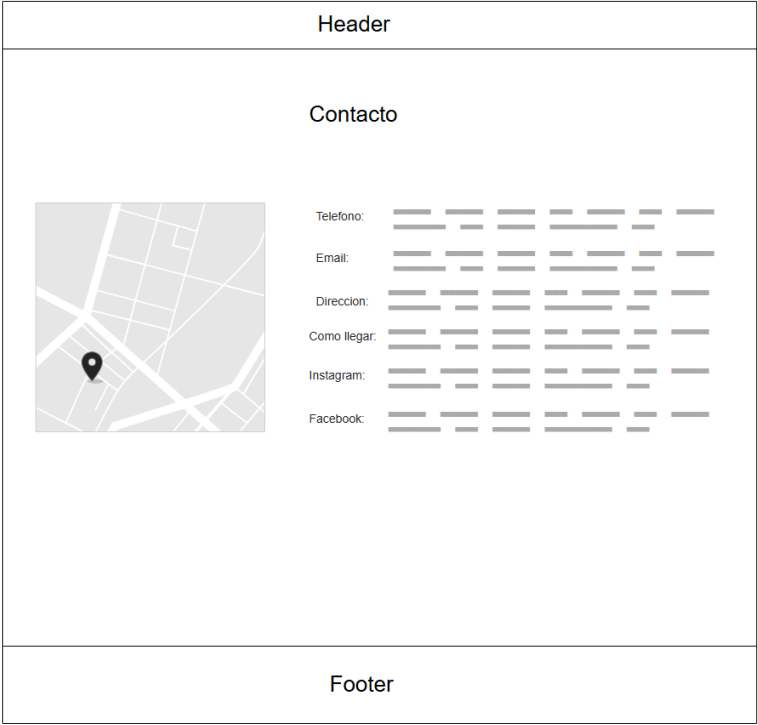 Header
Contacto
Telefono:
Email:
Direccion:
Como llegar:
Instagram:
Facebook:
Footer